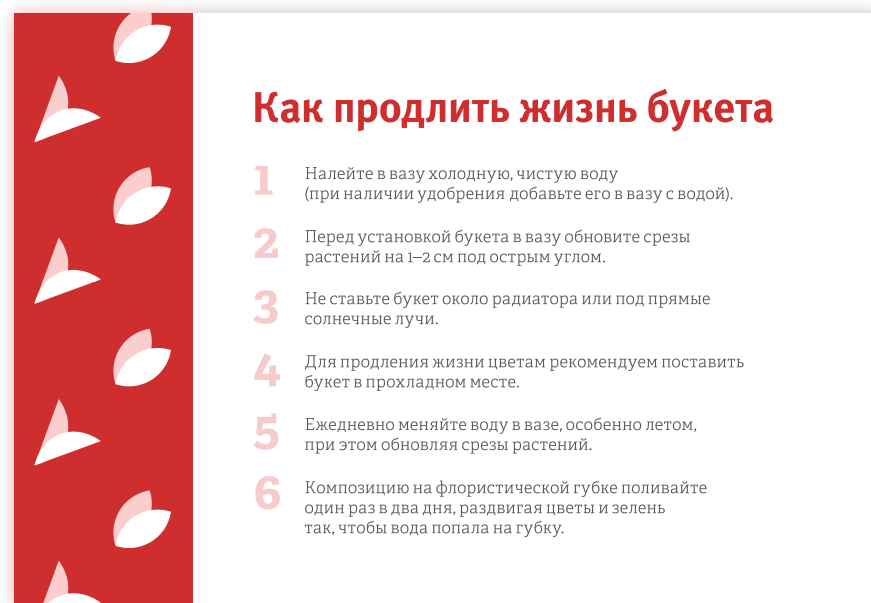 Как продлить жизнь букета
1 Налейте в вазу холодную, чистую воду
(при наличии удобрения добавьте его в вазу с водой).
2 Перед установкой букета в вазу обновите срезы
растений на 1–2 см под острым углом.
3 Не ставьте букет около радиатора или под прямые
солнечные лучи.
4 Для продления жизни цветам рекомендуем поставить
букет в прохладном месте.
5 Ежедневно меняйте воду в вазе, особенно летом,
при этом обновляя срезы растений.
6 Композицию на флористической губке поливайте
один раз в два дня, раздвигая цветы и зелень
так, чтобы вода попала на губку.